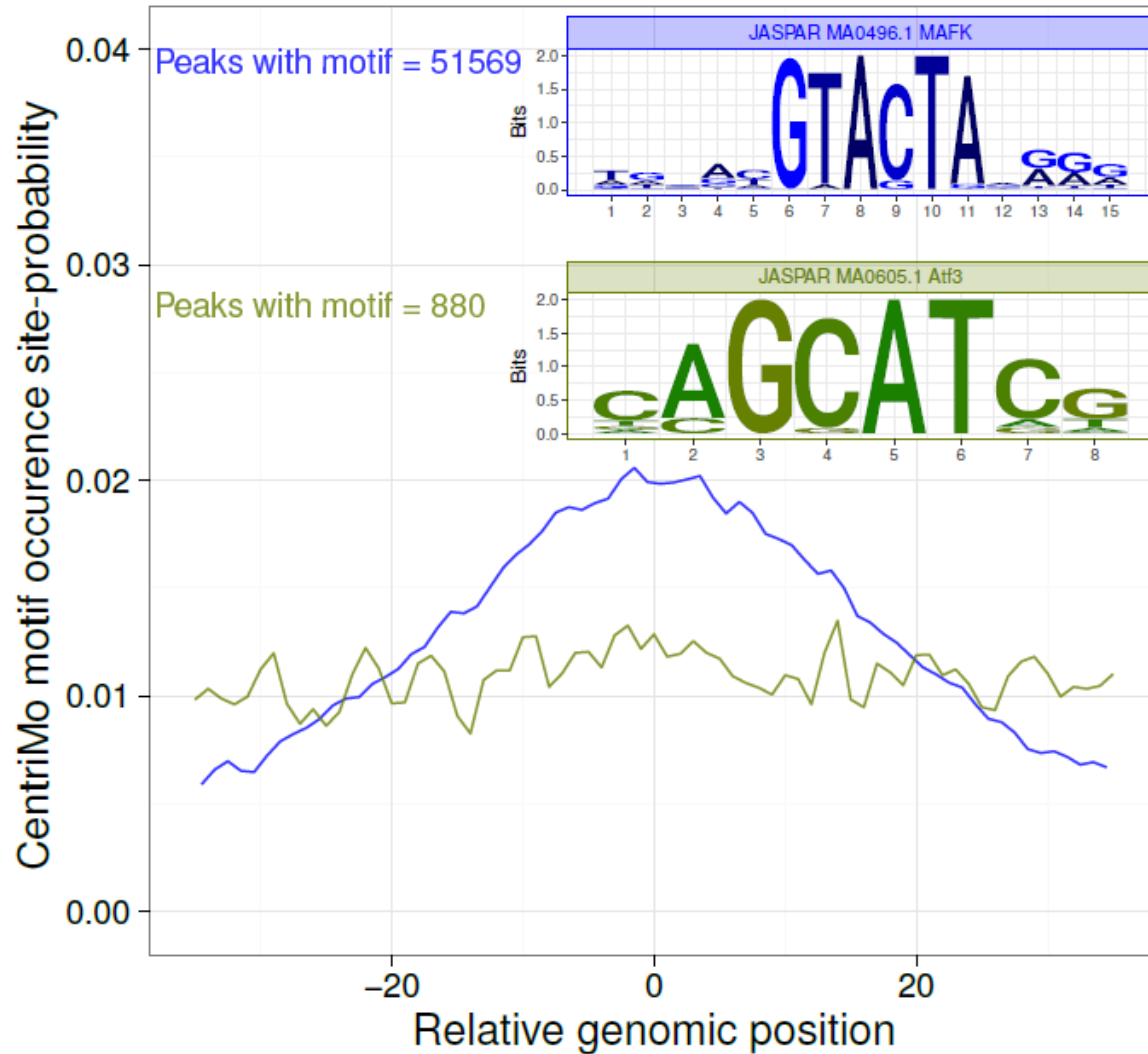 CentriMo motif occurence site-probability
0.04
0.03
0.02
0.01
0.00
Peaks with motif = 51569
JASPAR MA0496.1 MAFK
Bits
2.0
1.5
1.0
0.5
0.0
GTACTA
1 2 3 4 5 6 7 8 9 10 11 12 13 14 15
Peaks with motif = 880
JASPAR MA0605.1 Atf3
Bits
2.0
1.5
1.0
0.5
0.0
CAGCATCG
1 2 3 4 5 6 7 8
−20 0 20
Relative genomic position